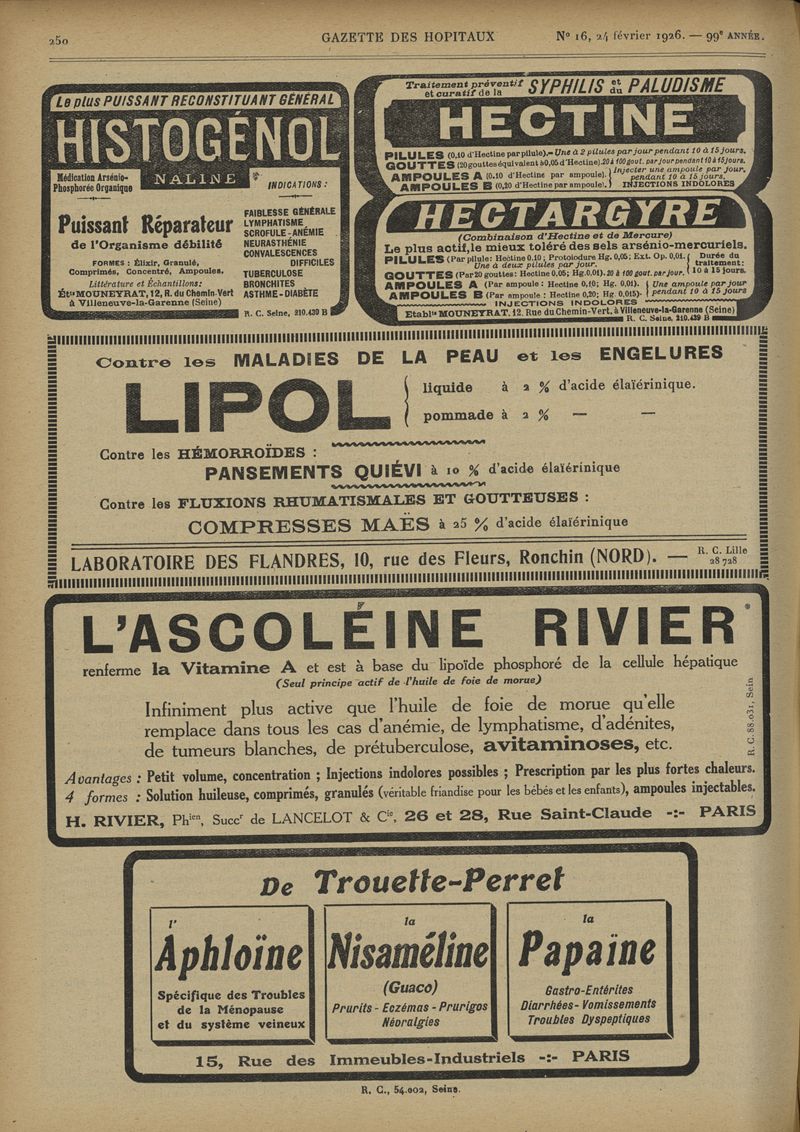 250
GAZETTE DES HOPITAUX
N° 16, 24 février 1926. — 99e ANNÉE.
Le plus PUISSANT RECONSTITUANT GÉNÉRAL
HISTOGÉNOL
NALINE
Médication Arsénio-
Phosphorée Organique
Puissant Réparateur
de l'Organisme débilité
FORMES : Élixir, Granulé,
Comprimés, Concentré, Ampoules.
Littérature et Échantillons:
Éts MOUNEYRAT, 12, R. du Chemin-Vert
à Villeneuve-la-Garenne (Seine)
INDICATIONS :
FAIBLESSE GÉNÉRALE
LYMPHATISME
SCROFULE - ANÉMIE
NEURASTHÉNIE
CONVALESCENCES
DIFFICILES
TUBERCULOSE
BRONCHITES
ASTHME - DIABÈTE
R. C. Seine, 210.439 B
Traitement préventif et curatif de la SYPHILIS et du PALUDISME
HECTINE
PILULES (0,10 d'Hectine par pilule).— Une à 2 pilules par jour pendant 10 à 15 jours.
GOUTTES (20 gouttes équivalent à 0,05 d'Hectine). 20 à 100 gout. par jour pendant 10 à 15 jours.
AMPOULES A (0.10 d'Hectine par ampoule). } Injecter une ampoule par jour,
pendant 10 à 15 jours.
AMPOULES B (0,20 d'Hectine par ampoule). } INJECTIONS INDOLORES
HECTARGYRE
(Combinaison d'Hectine et de Mercure)
Le plus actif, le mieux toléré des sels arsénio-mercuriels.
PILULES (Par pilule: Hectine 0,10 ; Protoiodure Hg. 0,05; Ext. Op. 0,01.
Une à deux pilules par jour.
GOUTTES (Par 20 gouttes: Hectine 0,05; Hg. 0,01). 20 à 100 gout. par jour.
Durée du
traitement:
10 à 15 jours.
AMPOULES A (Par ampoule : Hectine 0,10; Hg. 0,01). { Une ampoule par jour
AMPOULES B (Par ampoule : Hectine 0,20; Hg. 0,015). { pendant 10 à 15 jours
INJECTIONS INDOLORES
Etablts MOUNEYRAT, 12, Rue du Chemin-Vert, à Villeneuve-la-Garenne (Seine)
R. C. Seine, 210.439 B
Contre les MALADIES DE LA PEAU et les ENGELURES
LIPOL
liquide à 2 % d'acide élaïérinique.
pommade à 2 % — —
Contre les HÉMORROÏDES :
PANSEMENTS QUIÉVI à 10 % d'acide élaïérinique
Contre les FLUXIONS RHUMATISMALES ET GOUTTEUSES :
COMPRESSES MAËS à 25 % d'acide élaïérinique
LABORATOIRE DES FLANDRES, 10, rue des Fleurs, Ronchin (NORD). — R. C. Lille
28 728
L'ASCOLÉINE RIVIER
renferme la Vitamine A et est à base du lipoïde phosphoré de la cellule hépatique
(Seul principe actif de l'huile de foie de morue)
Infiniment plus active que l'huile de foie de morue qu'elle
remplace dans tous les cas d'anémie, de lymphatisme, d'adénites,
de tumeurs blanches, de prétuberculose, avitaminoses, etc.
R. C. 88.031, Sein
Avantages : Petit volume, concentration ; Injections indolores possibles ; Prescription par les plus fortes chaleurs.
4 formes : Solution huileuse, comprimés, granulés (véritable friandise pour les bébés et les enfants), ampoules injectables.
H. RIVIER, Phien, Succr de LANCELOT & Cie, 26 et 28, Rue Saint-Claude -:- PARIS
De Trouette-Perret
l'
Aphloïne
Spécifique des Troubles
de la Ménopause
et du système veineux
la
Nisaméline
(Guaco)
Prurits - Eczémas - Prurigos
Néoralgies
la
Papaïne
Gastro-Entérites
Diarrhées- Vomissements
Troubles Dyspeptiques
15, Rue des Immeubles-Industriels -:- PARIS
R. C., 54.002, Seine.